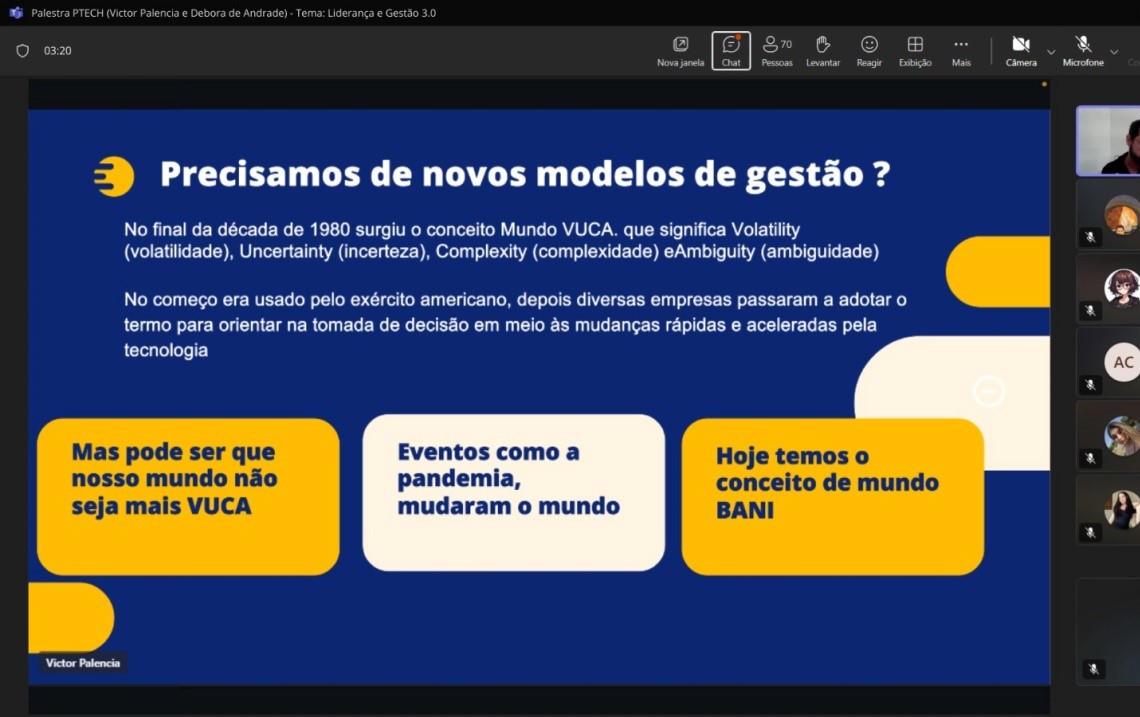 Palestra PTECH (Victor Palencia e Debora de Andrade) - Tema: Liderança e Gestão 3.0
03:20
Nova janela
Chat
70
Pessoas
Levantar
Reagir
Exibição
Mais
Câmera
Microfone
Precisamos de novos modelos de gestão ?
No final da década de 1980 surgiu o conceito Mundo VUCA. que significa Volatility
(volatilidade), Uncertainty (incerteza), Complexity (complexidade) eAmbiguity (ambiguidade)
No começo era usado pelo exército americano, depois diversas empresas passaram a adotar o
termo para orientar na tomada de decisão em meio às mudanças rápidas e aceleradas pela
tecnologia
AC
Mas pode ser que
nosso mundo não
seja mais VUCA
Eventos como a
pandemia,
mudaram o mundo
Hoje temos o
conceito de mundo
BANI
Victor Palencia